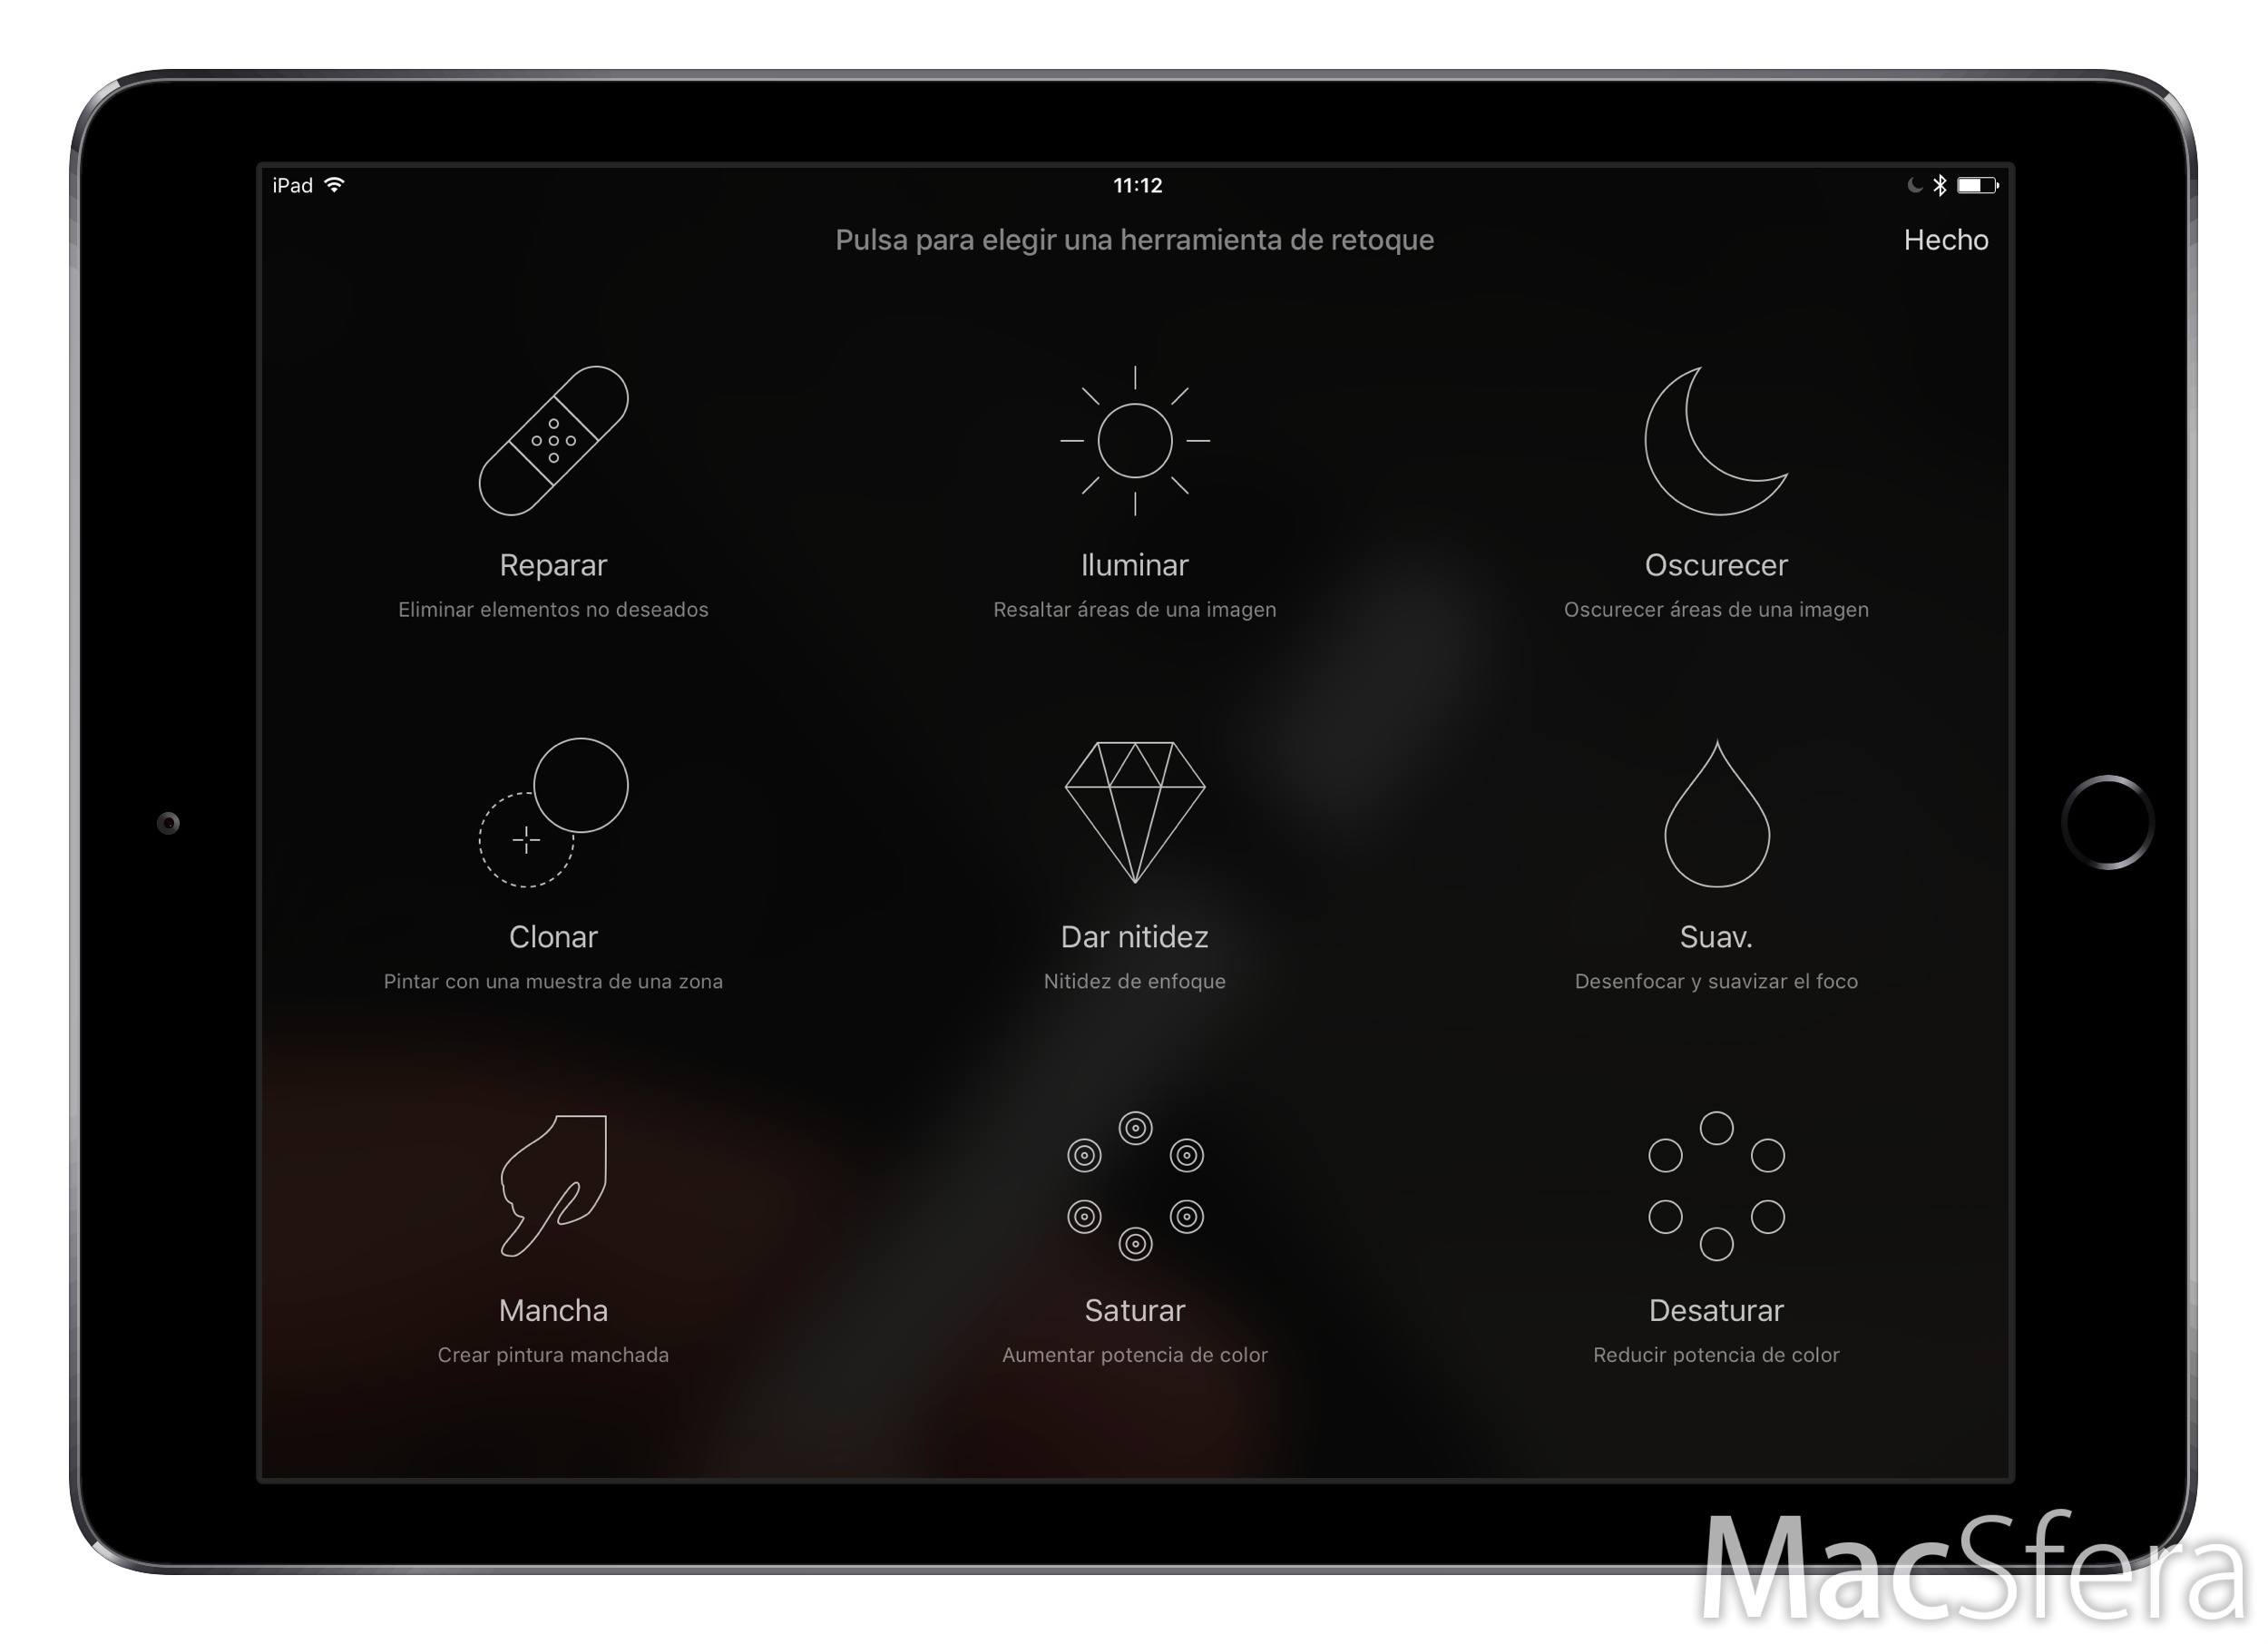 iPad
11:12
Pulsa para elegir una herramienta de retoque
Hecho
Reparar
Eliminar elementos no deseados
Iluminar
Resaltar áreas de una imagen
Oscurecer
Oscurecer áreas de una imagen
Clonar
Pintar con una muestra de una zona
Dar nitidez
Nitidez de enfoque
Suav.
Desenfocar y suavizar el foco
Mancha
Crear pintura manchada
Saturar
Aumentar potencia de color
Desaturar
Reducir potencia de color
MacSfera